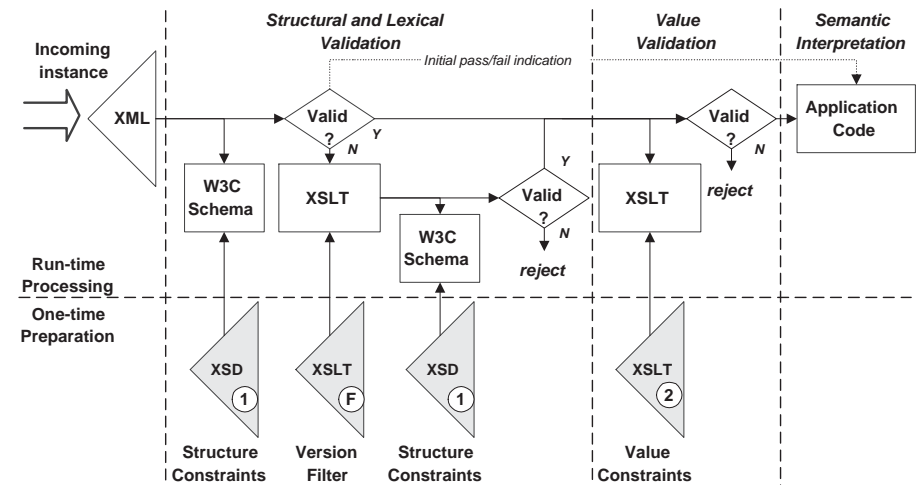 Structural and Lexical
Validation
Value
Validation
Semantic
Interpretation
Incoming
instance
Initial pass/fail indication
XML
Valid
?
Y
N
Valid
?
N
Application
Code
W3C
Schema
XSLT
Y
Valid
?
N
reject
XSLT
reject
W3C
Schema
Run-time
Processing
One-time
Preparation
XSD
1
XSLT
F
XSD
1
XSLT
2
Structure
Constraints
Version
Filter
Structure
Constraints
Value
Constraints